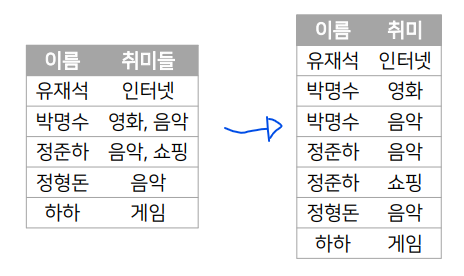 이름 취미들
유재석 인터넷
박명수 영화, 음악
정준하 음악, 쇼핑
정형돈 음악
하하 게임
이름 취미
유재석 인터넷
박명수 영화
박명수 음악
정준하 음악
정준하 쇼핑
정형돈 음악
하하 게임